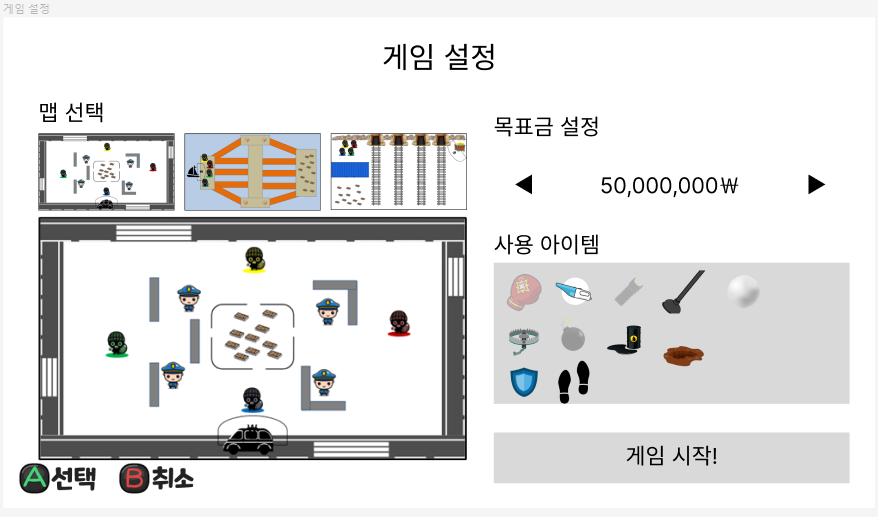 게임 설정
게임 설정
맵 선택
목표금 설정
◀ 50,000,000₩ ▶
사용 아이템
게임 시작!
A 선택 B 취소